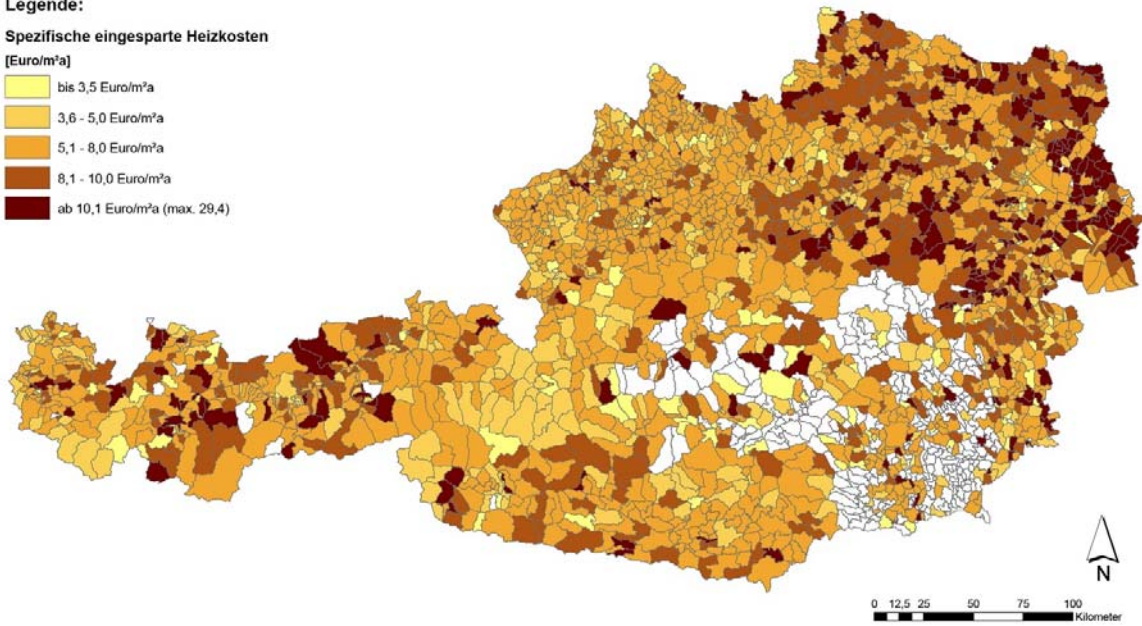 Legende:
Spezifische eingesparte Heizkosten
[Euro/m²a]
bis 3,5 Euro/m²a
3,6 - 5,0 Euro/m²a
5,1 - 8,0 Euro/m²a
8,1 - 10,0 Euro/m²a
ab 10,1 Euro/m²a (max. 29,4)
N
0 12,5 25 50 75 100
Kilometer